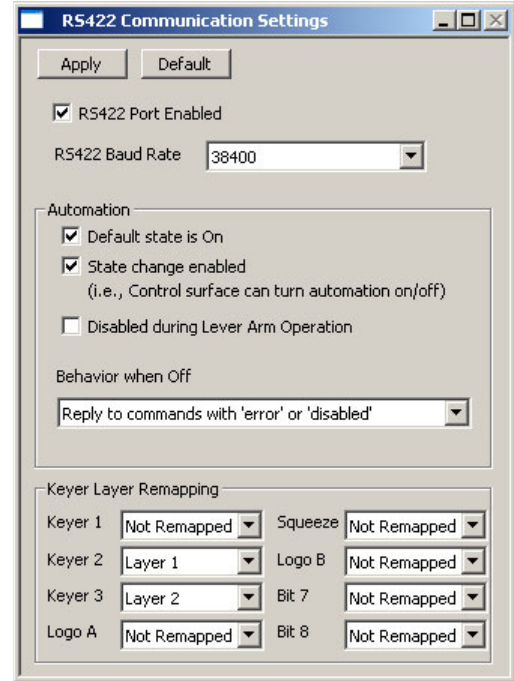 RS422 Communication Settings
Apply Default
RS422 Port Enabled
RS422 Baud Rate 38400
Automation
Default state is On
State change enabled
(i.e., Control surface can turn automation on/off)
Disabled during Lever Arm Operation
Behavior when Off
Reply to commands with 'error' or 'disabled'
Keyer Layer Remapping
Keyer 1 Not Remapped Squeeze Not Remapped
Keyer 2 Layer 1 Logo B Not Remapped
Keyer 3 Layer 2 Bit 7 Not Remapped
Logo A Not Remapped Bit 8 Not Remapped